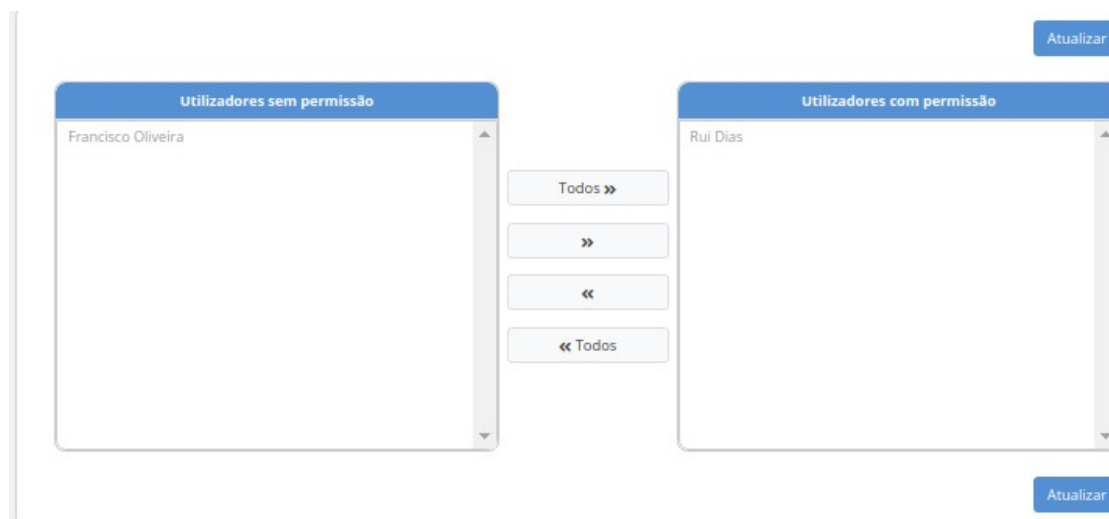 Atualizar
Utilizadores sem permissão
Francisco Oliveira
Todos »
»
«
« Todos
Utilizadores com permissão
Rui Dias
Atualizar